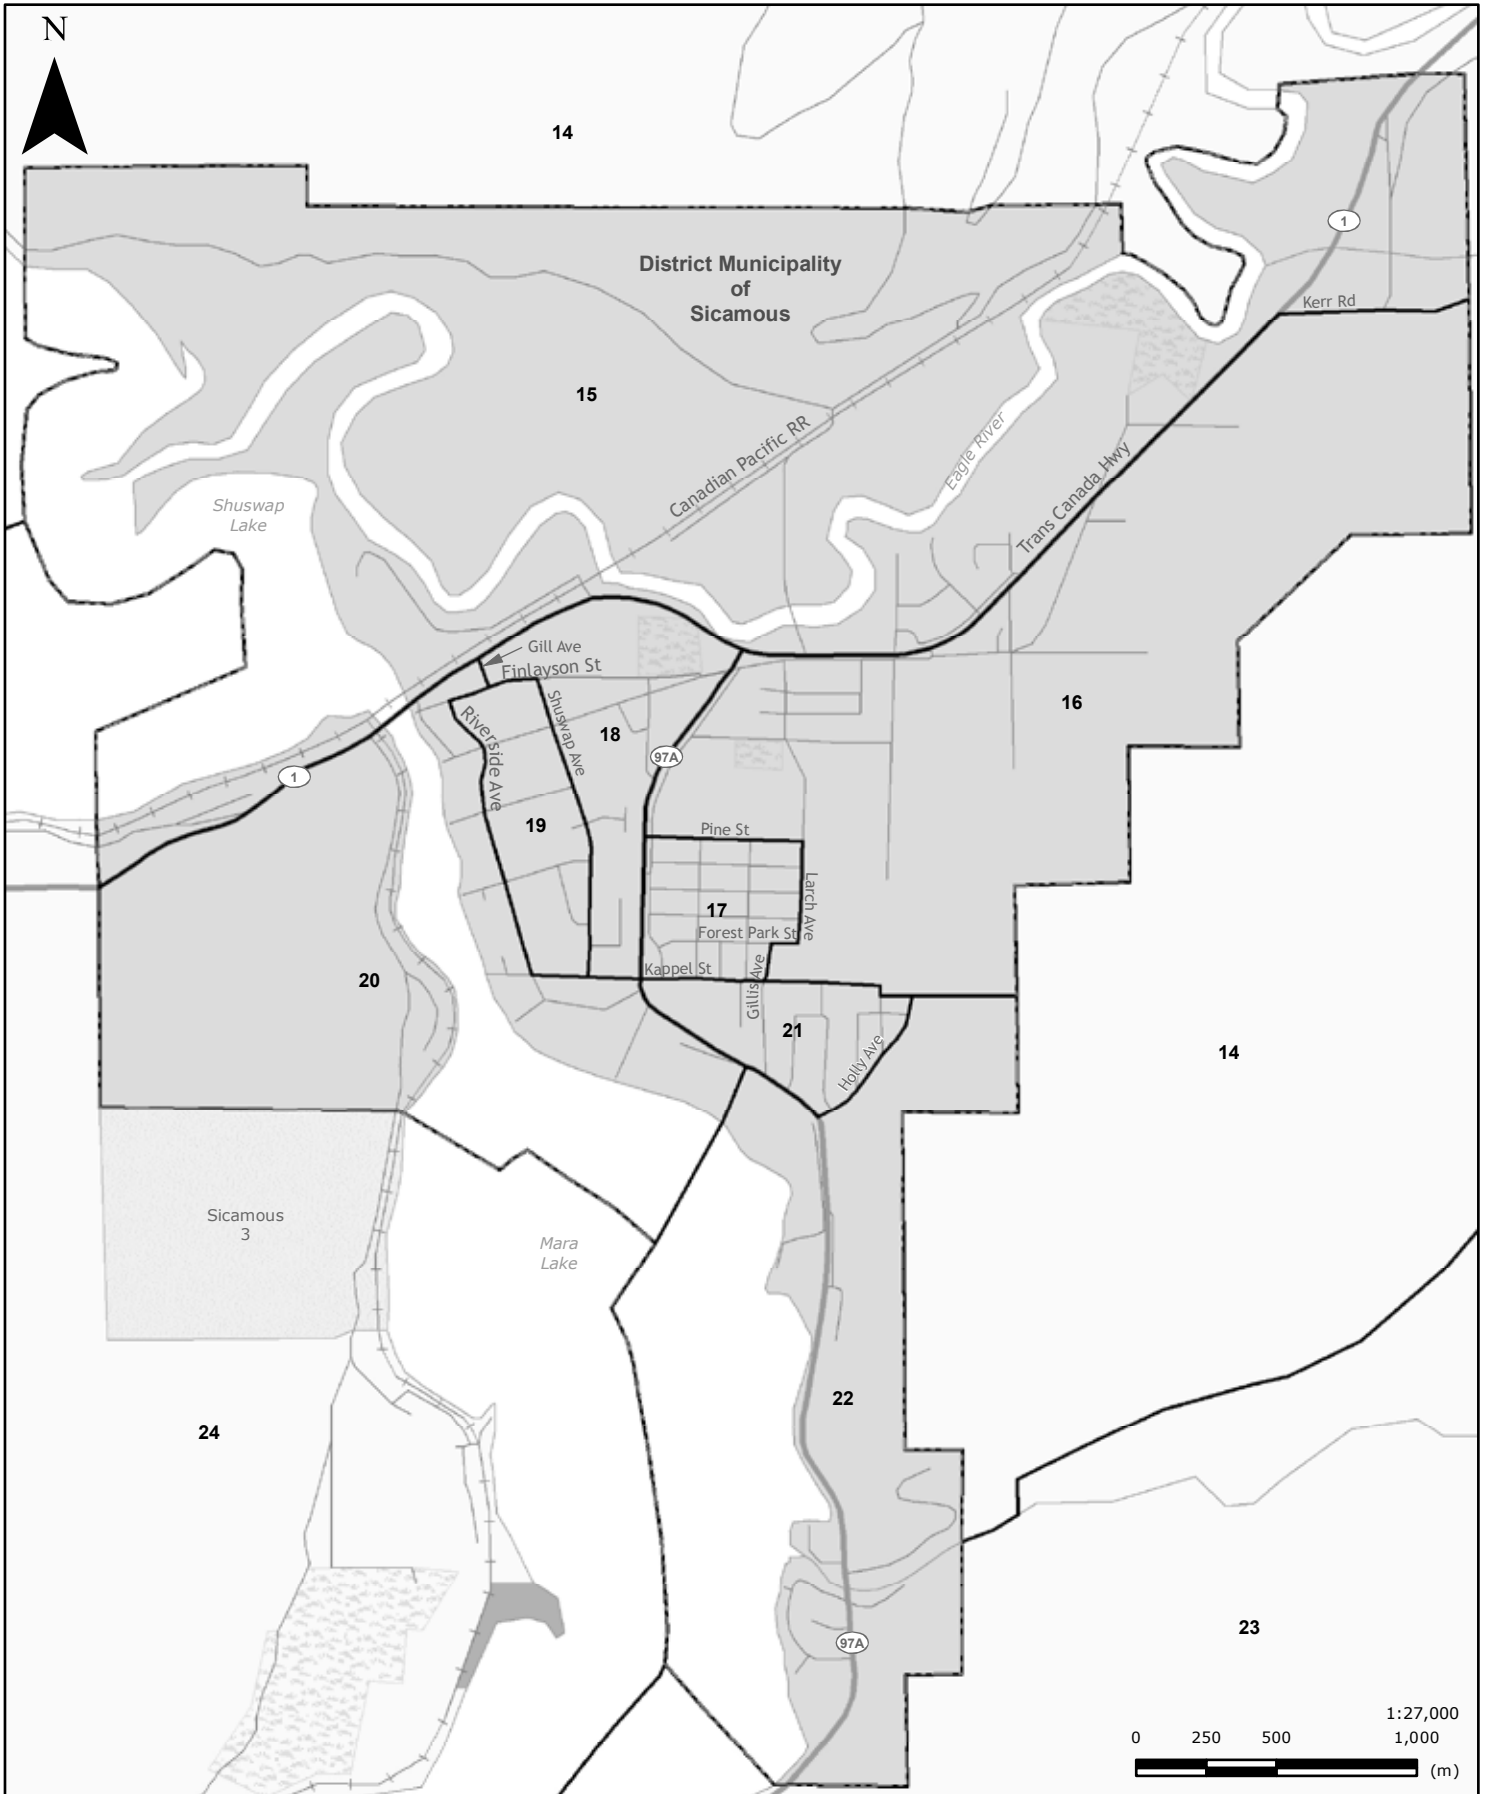 N
14
1
District Municipality
of
Sicamous
Kerr Rd
15
Canadian Pacific RR
Eagle River
Trans Canada Hwy
Shuswap
Lake
Gill Ave
Finlayson St
Riverside Ave
Shuswap Ave
18
16
97A
1
19
Pine St
Larch Ave
17
Forest Park St
Kappel St
Gillis Ave
20
21
Holly Ave
14
Sicamous
3
Mara
Lake
22
24
23
97A
1:27,000
0 250 500 1,000
(m)